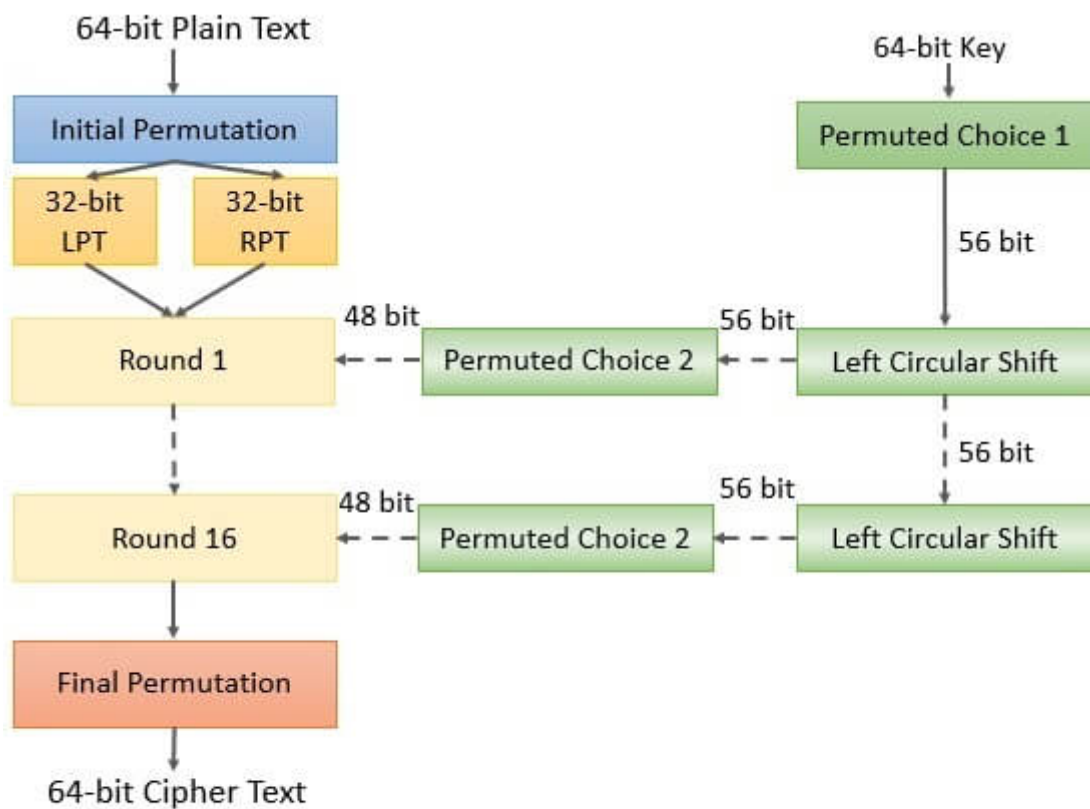 64-bit Plain Text
64-bit Key
Initial Permutation
Permuted Choice 1
32-bit
LPT
32-bit
RPT
56 bit
48 bit
56 bit
Round 1
Permuted Choice 2
Left Circular Shift
56 bit
48 bit
56 bit
Round 16
Permuted Choice 2
Left Circular Shift
Final Permutation
64-bit Cipher Text